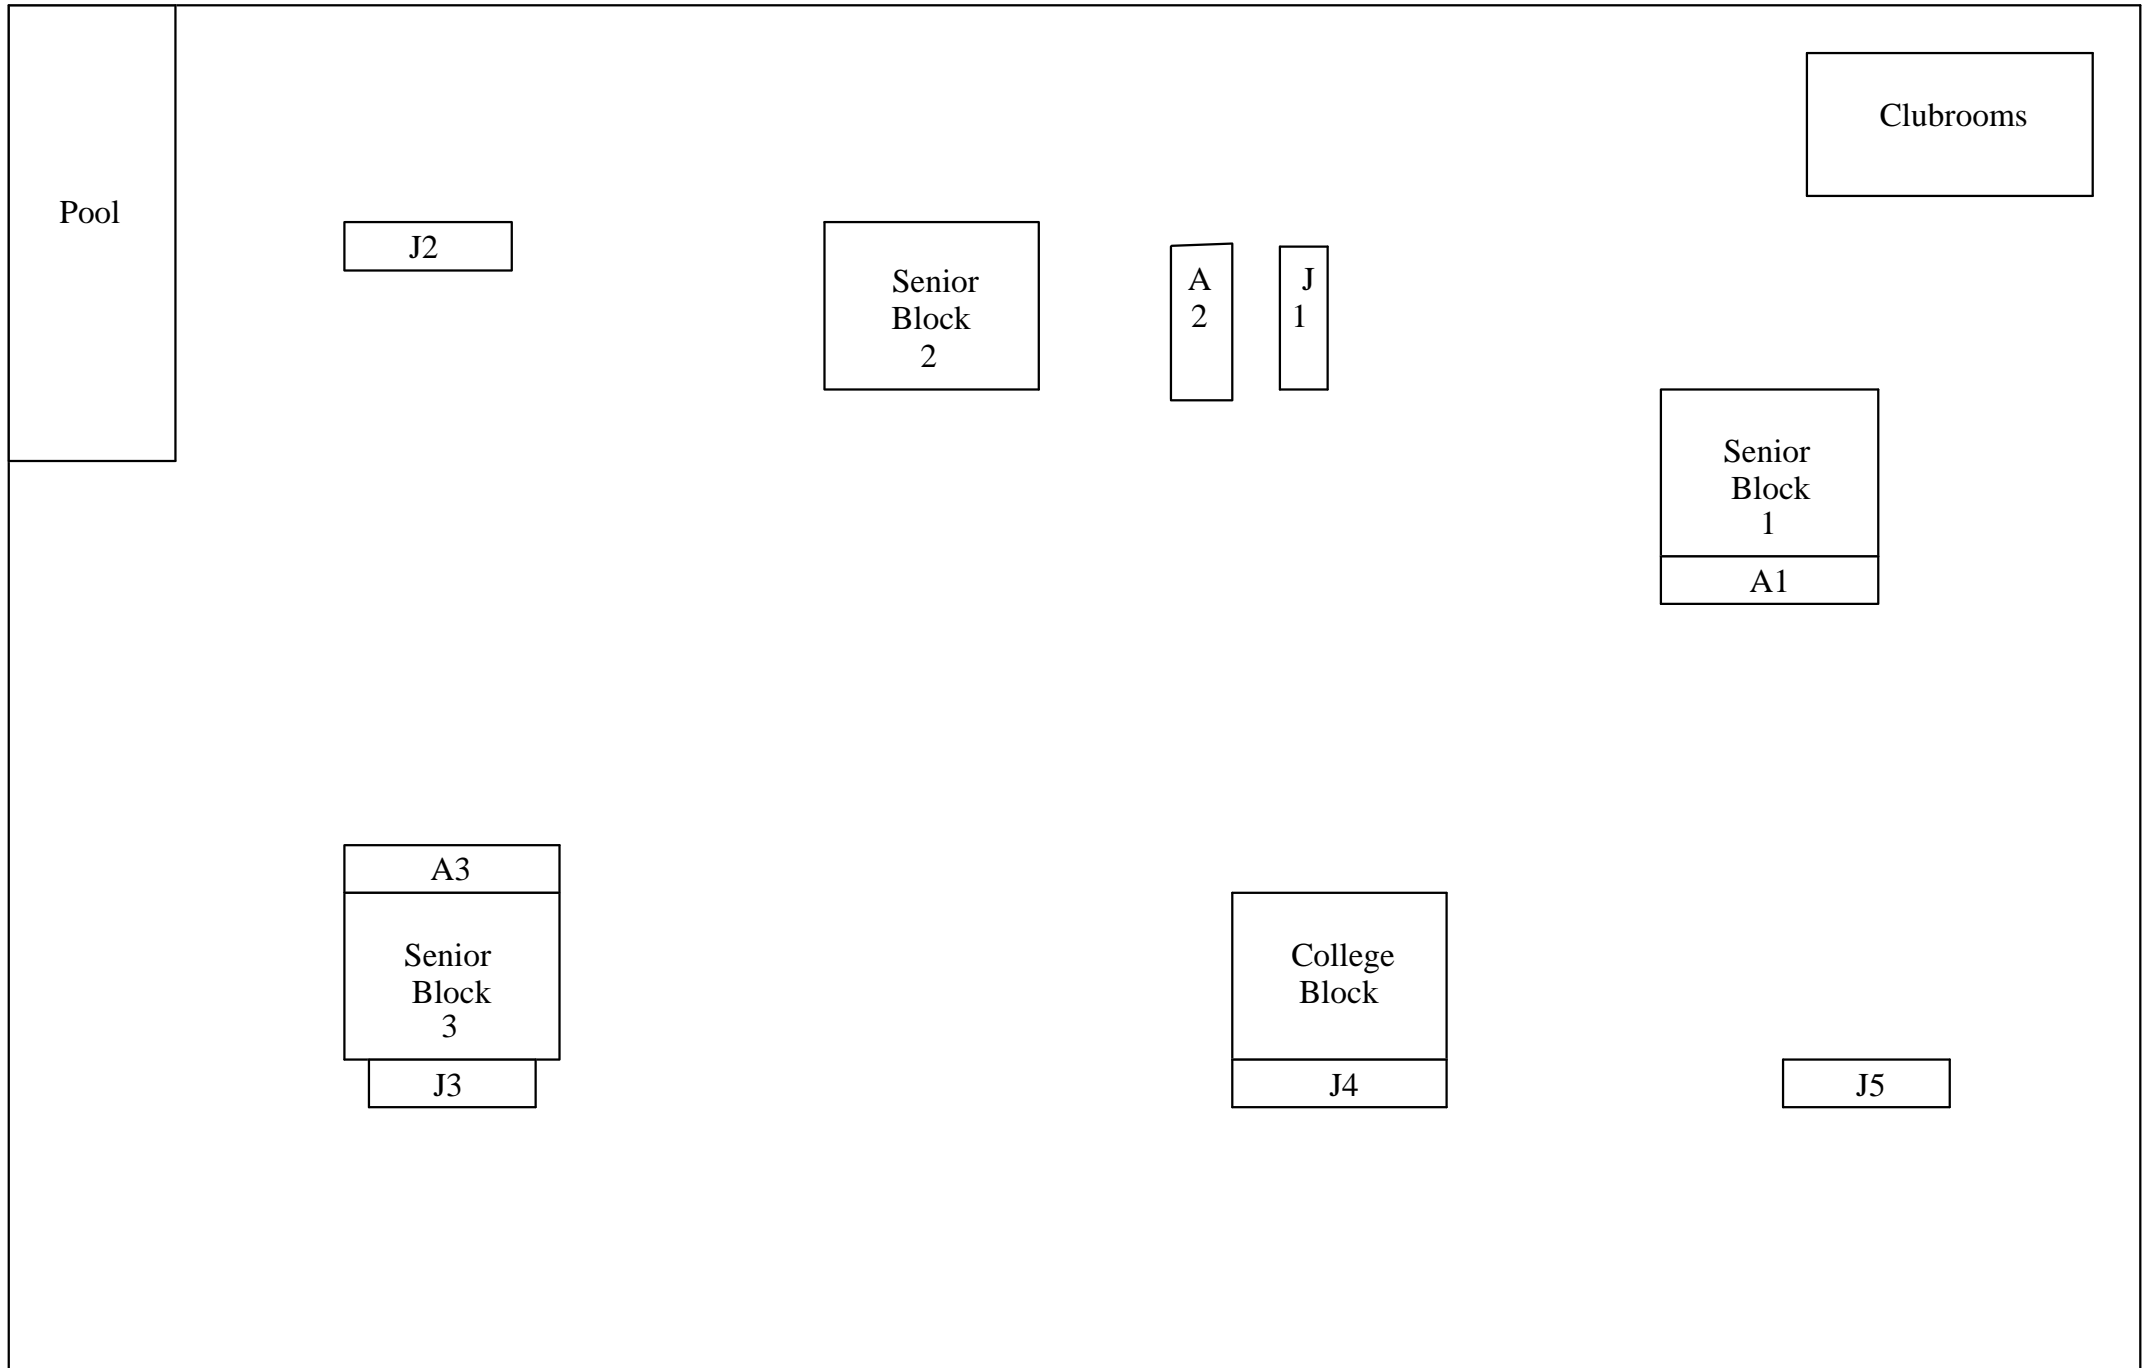 Clubrooms
Pool
J2
Senior
Block
2
A
2
J
1
Senior
Block
1
A1
A3
Senior
Block
3
J3
College
Block
J4
J5